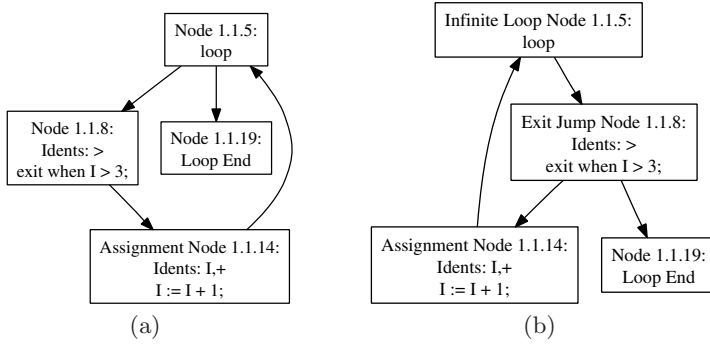 Node 1.1.5:
loop
Node 1.1.8:
Idents: >
exit when I > 3;
Node 1.1.19:
Loop End
Assignment Node 1.1.14:
Idents: I,+
I := I + 1;
(a)
Infinite Loop Node 1.1.5:
loop
Exit Jump Node 1.1.8:
Idents: >
exit when I > 3;
Assignment Node 1.1.14:
Idents: I,+
I := I + 1;
Node 1.1.19:
Loop End
(b)